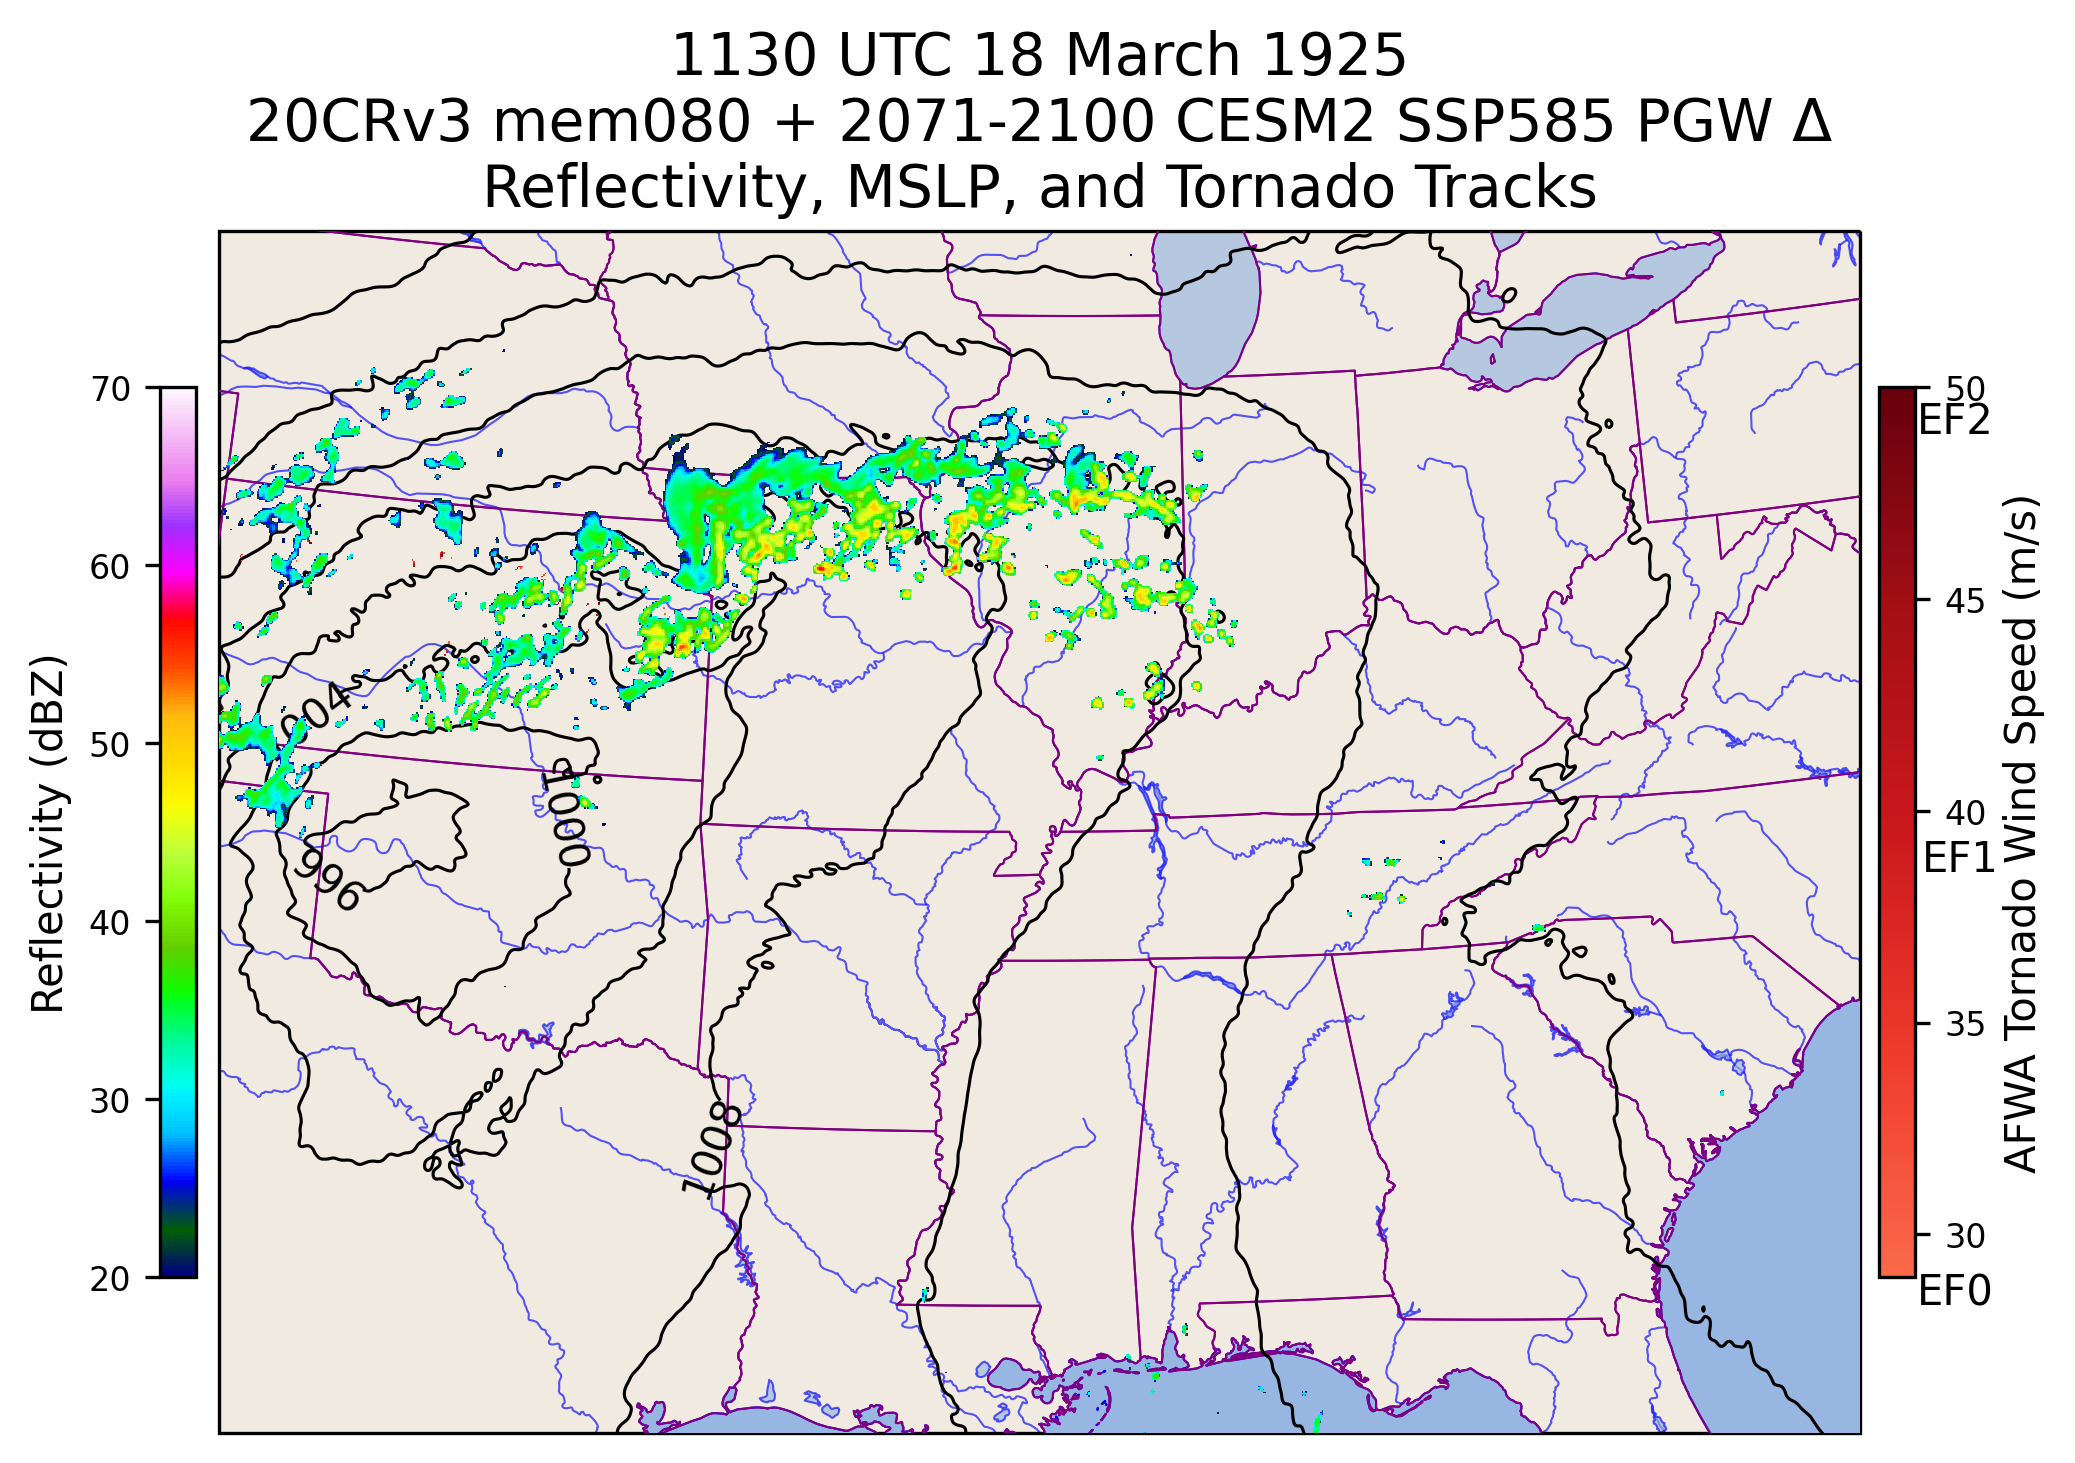 1130 UTC 18 March 1925
20CRv3 mem080 + 2071-2100 CESM2 SSP585 PGW Δ
Reflectivity, MSLP, and Tornado Tracks
70
60
50
40
30
20
Reflectivity (dBZ)
004
1000
996
1008
50
EF2
45
40
EF1
35
30
EF0
AFWA Tornado Wind Speed (m/s)